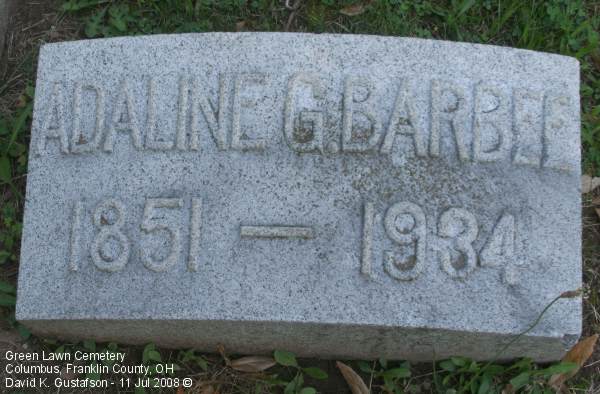 ADALINE G. BARBEE
1851 — 1934
Green Lawn Cemetery
Columbus, Franklin County, OH
David K. Gustafson - 11 Jul 2008 ©